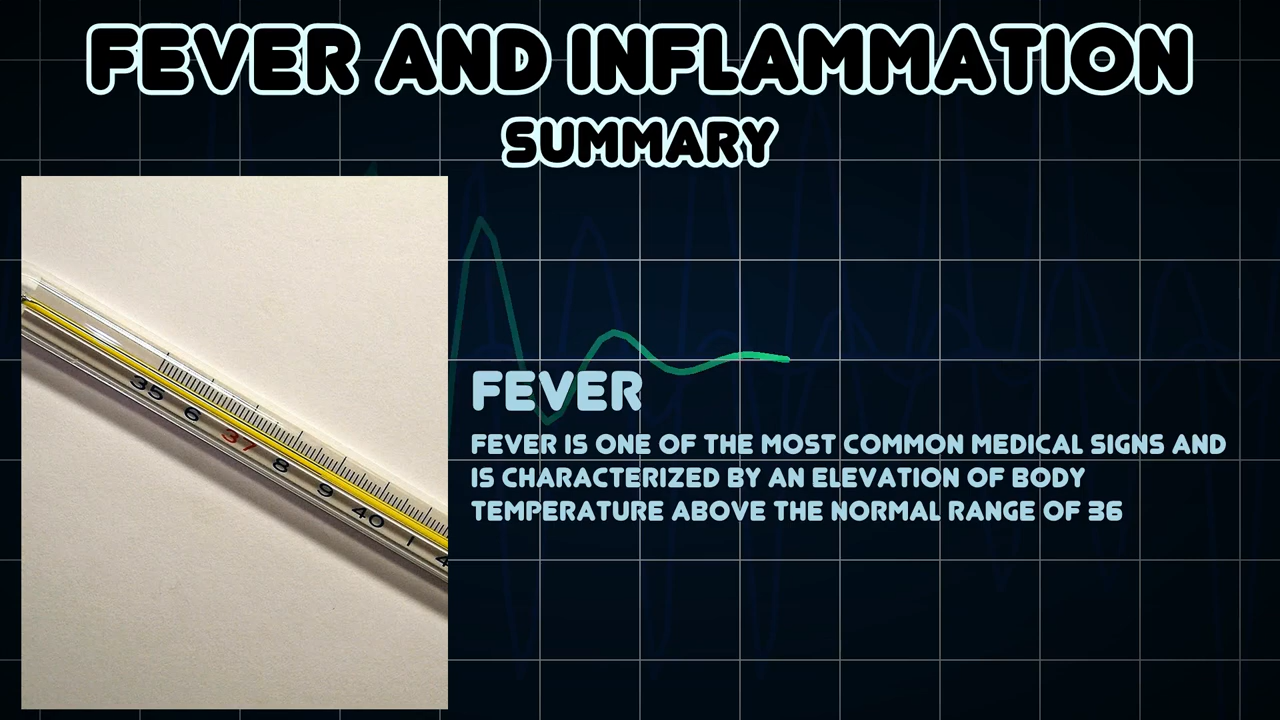 FEVER AND INFLAMMATION
SUMMARY
35 6 37 8 9 40 1
FEVER
FEVER IS ONE OF THE MOST COMMON MEDICAL SIGNS AND
IS CHARACTERIZED BY AN ELEVATION OF BODY
TEMPERATURE ABOVE THE NORMAL RANGE OF 36